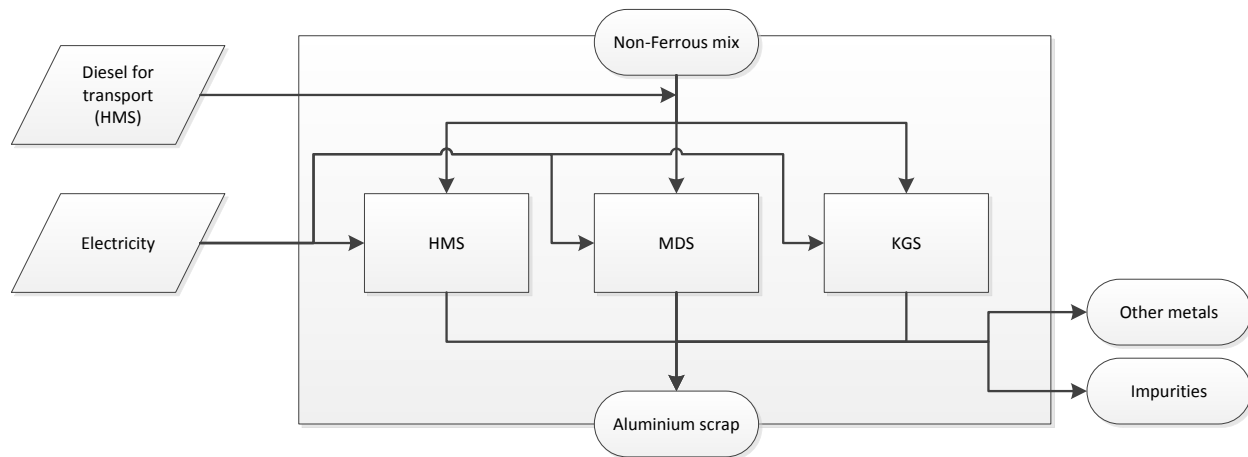 Non-Ferrous mix
Diesel for
transport
(HMS)
Electricity
HMS
MDS
KGS
Other metals
Impurities
Aluminium scrap